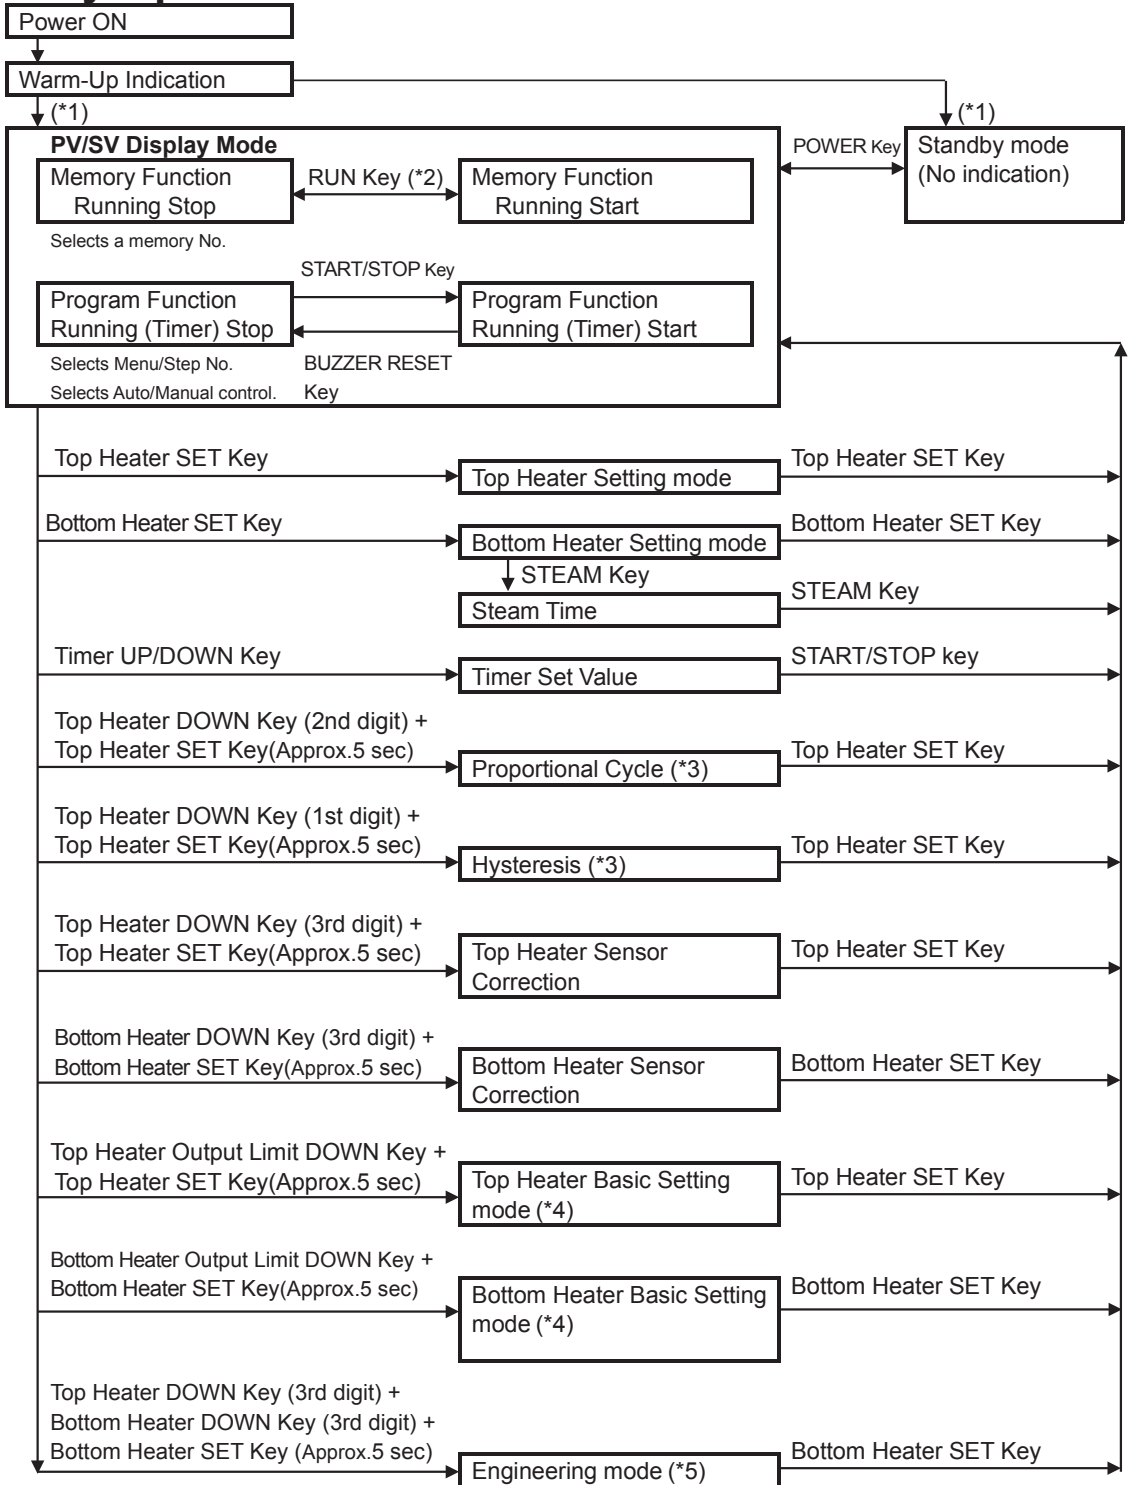 Power ON
Warm-Up Indication
(*1)
(*1)
PV/SV Display Mode
Memory Function
Running Stop
RUN Key (*2)
Memory Function
Running Start
POWER Key
Standby mode
(No indication)
Selects a memory No.
START/STOP Key
Program Function
Running (Timer) Stop
Program Function
Running (Timer) Start
Selects Menu/Step No.
Selects Auto/Manual control.
BUZZER RESET
Key
Top Heater SET Key
Top Heater Setting mode
Top Heater SET Key
Bottom Heater SET Key
Bottom Heater Setting mode
Bottom Heater SET Key
STEAM Key
Steam Time
STEAM Key
Timer UP/DOWN Key
Timer Set Value
START/STOP key
Top Heater DOWN Key (2nd digit) +
Top Heater SET Key(Approx.5 sec)
Proportional Cycle (*3)
Top Heater SET Key
Top Heater DOWN Key (1st digit) +
Top Heater SET Key(Approx.5 sec)
Hysteresis (*3)
Top Heater SET Key
Top Heater DOWN Key (3rd digit) +
Top Heater SET Key(Approx.5 sec)
Top Heater Sensor
Correction
Top Heater SET Key
Bottom Heater DOWN Key (3rd digit) +
Bottom Heater SET Key(Approx.5 sec)
Bottom Heater Sensor
Correction
Bottom Heater SET Key
Top Heater Output Limit DOWN Key +
Top Heater SET Key(Approx.5 sec)
Top Heater Basic Setting
mode (*4)
Top Heater SET Key
Bottom Heater Output Limit DOWN Key +
Bottom Heater SET Key(Approx.5 sec)
Bottom Heater Basic Setting
mode (*4)
Bottom Heater SET Key
Top Heater DOWN Key (3rd digit) +
Bottom Heater DOWN Key (3rd digit) +
Bottom Heater SET Key (Approx.5 sec)
Engineering mode (*5)
Bottom Heater SET Key